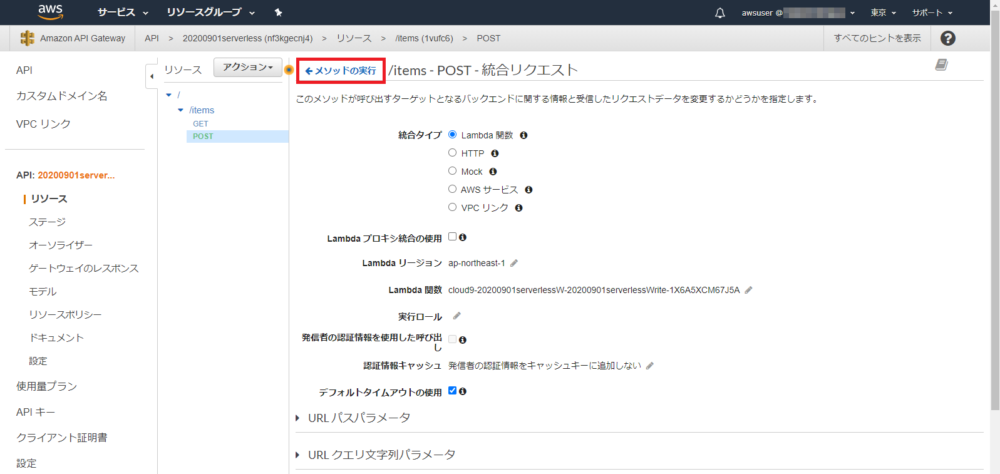 aws サービス リソースグループ awsuser @ 東京 サポート
Amazon API Gateway API > 20200901serverless (nf3kgecnj4) > リソース > /items (1vufc6) > POST すべてのヒントを表示 ?
API
カスタムドメイン名
VPC リンク
API: 20200901server...
リソース
ステージ
オーソライザー
ゲートウェイのレスポンス
モデル
リソースポリシー
ドキュメント
設定
使用量プラン
API キー
クライアント証明書
設定
リソース アクション
/
/items
GET
POST
メソッドの実行 /items - POST - 統合リクエスト
このメソッドが呼び出すターゲットとなるバックエンドに関する情報と受信したリクエストデータを変更するかどうかを指定します。
統合タイプ Lambda 関数
HTTP
Mock
AWS サービス
VPC リンク
Lambda プロキシ統合の使用
Lambda リージョン ap-northeast-1
Lambda 関数 cloud9-20200901serverlessW-20200901serverlessWrite-1X6A5XCM67J5A
実行ロール
発信者の認証情報を使用した呼び出
し
認証情報キャッシュ 発信者の認証情報をキャッシュキーに追加しない
デフォルトタイムアウトの使用
URL パスパラメータ
URL クエリ文字列パラメータ